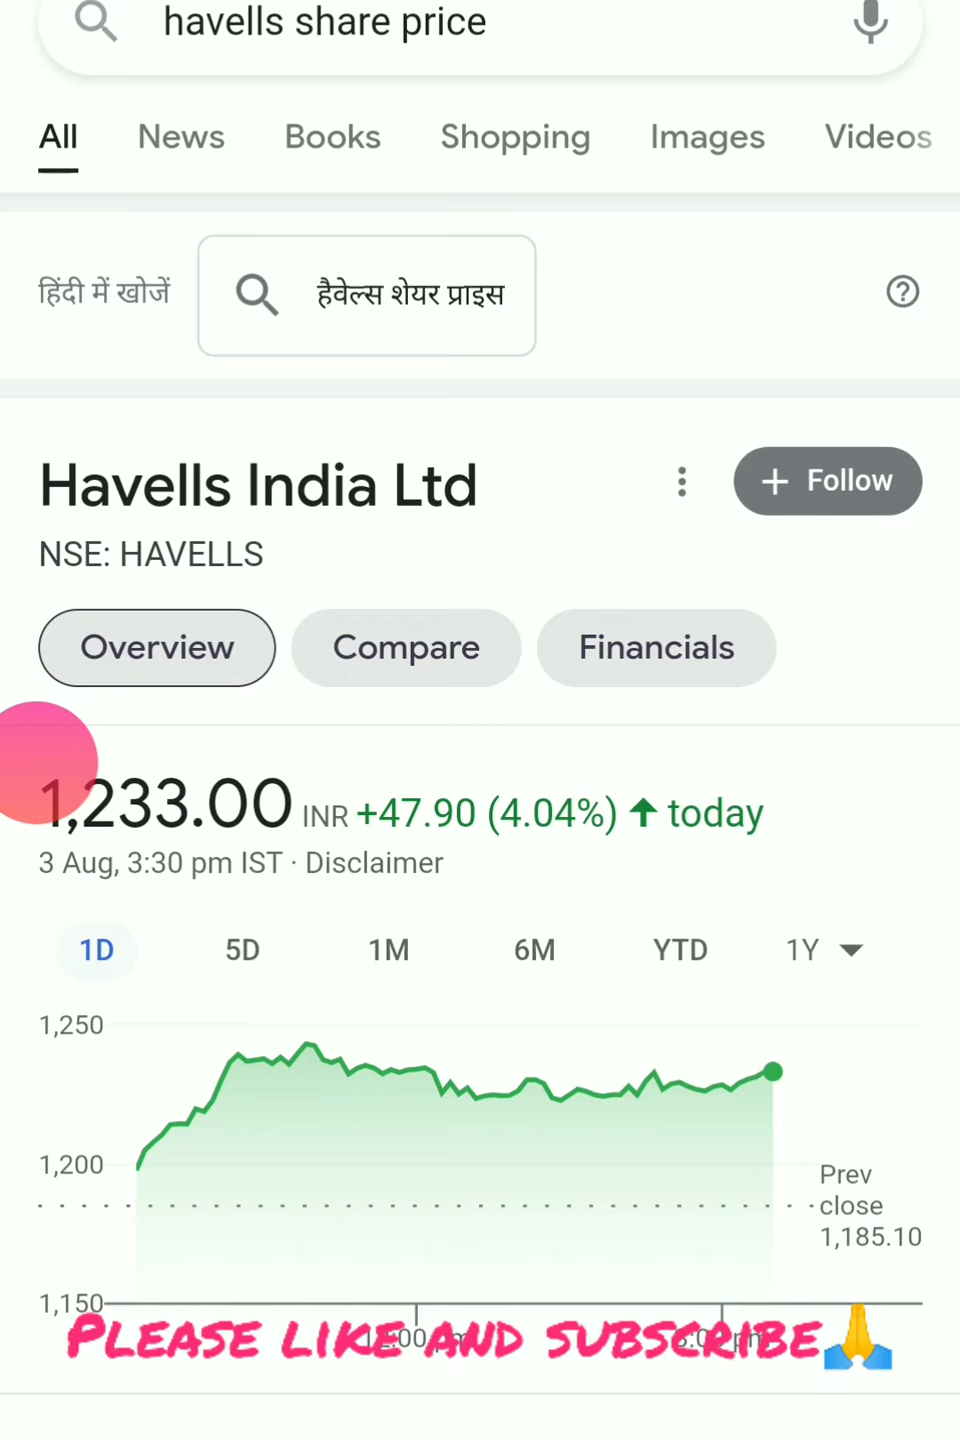 havells share price
All News Books Shopping Images Videos
हिंदी में खोजें हैवेल्स शेयर प्राइस
Havells India Ltd
+ Follow
NSE: HAVELLS
Overview Compare Financials
1,233.00 INR +47.90 (4.04%) ↑ today
3 Aug, 3:30 pm IST · Disclaimer
1D 5D 1M 6M YTD 1Y
1,250
1,200
Prev
close
1,185.10
1,150
PLEASE LIKE AND SUBSCRIBE🙏